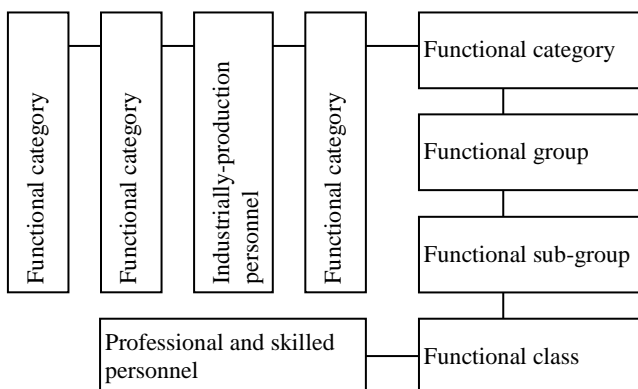 Functional category
Functional category
Industrially-production
personnel
Functional category
Functional category
Functional group
Functional sub-group
Professional and skilled
personnel
Functional class